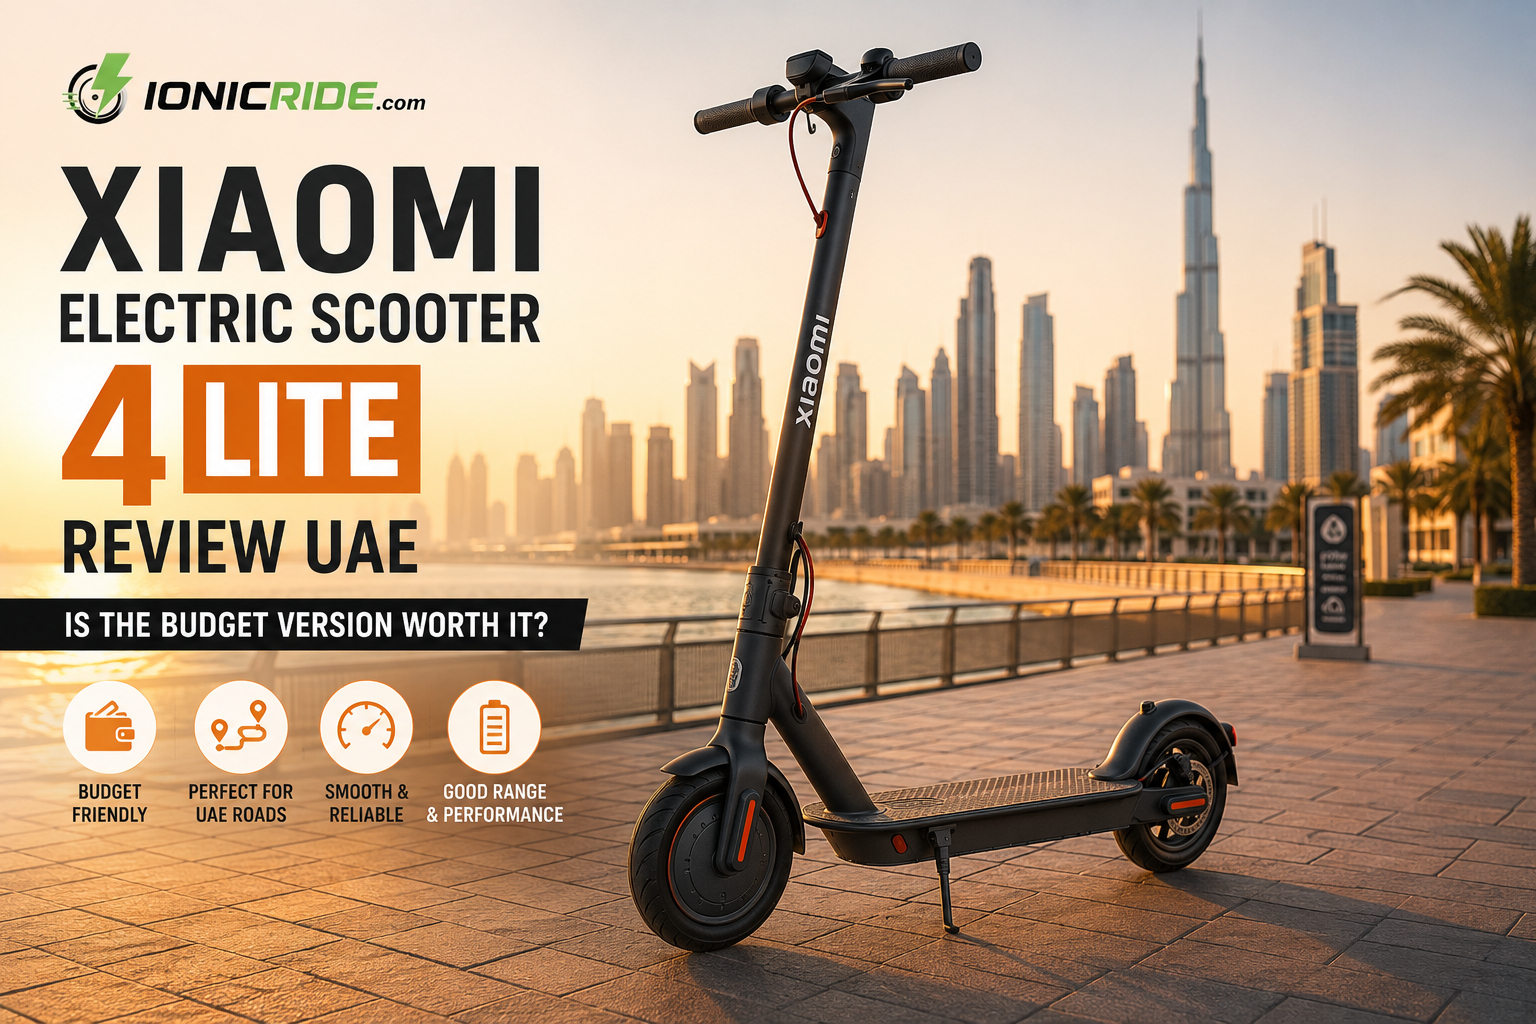 IONICRIDE.com
XIAOMI
ELECTRIC SCOOTER
4 LITE
REVIEW UAE
IS THE BUDGET VERSION WORTH IT?
BUDGET
FRIENDLY
PERFECT FOR
UAE ROADS
SMOOTH &
RELIABLE
GOOD RANGE
& PERFORMANCE
xiaomi